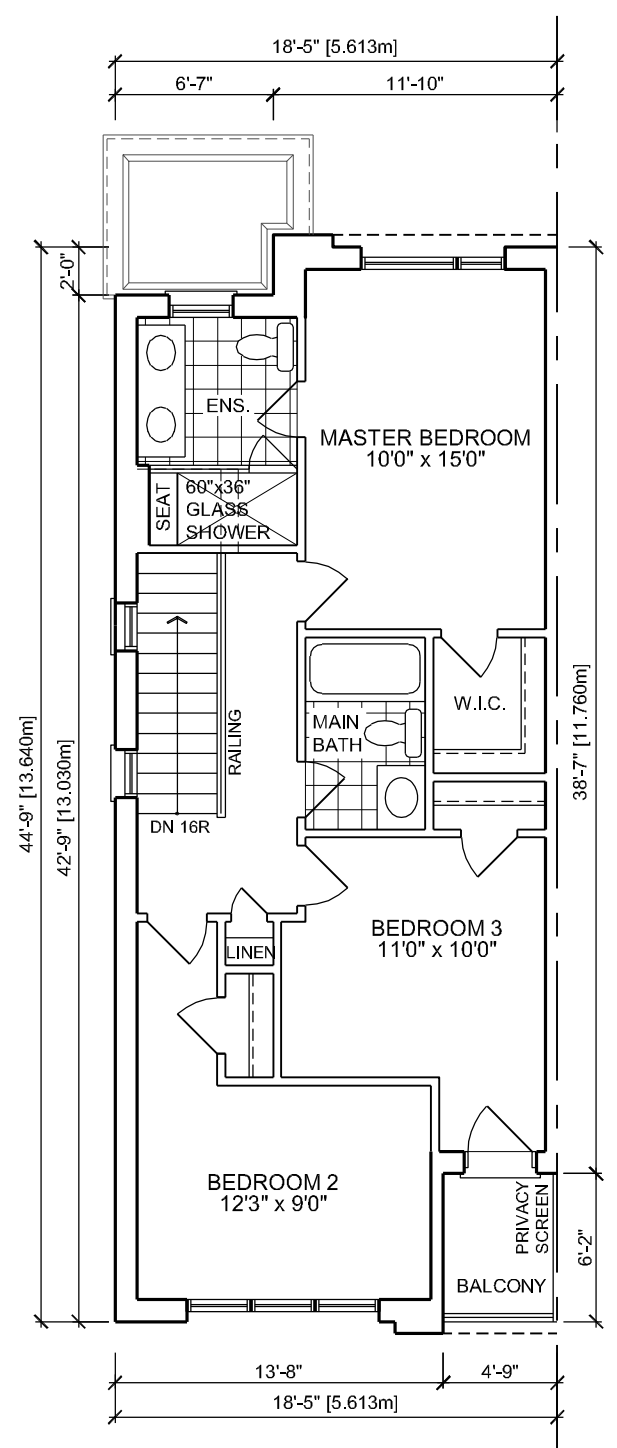 18'-5" [5.613m]
6'-7"
11'-10"
2'-0"
ENS.
MASTER BEDROOM
10'0" x 15'0"
SEAT
60"x36"
GLASS
SHOWER
W.I.C.
MAIN
BATH
RAILING
DN 16R
44'-9" [13.640m]
42'-9" [13.030m]
38'-7" [11.760m]
LINEN
BEDROOM 3
11'0" x 10'0"
BEDROOM 2
12'3" x 9'0"
PRIVACY
SCREEN
6'-2"
BALCONY
13'-8"
4'-9"
18'-5" [5.613m]